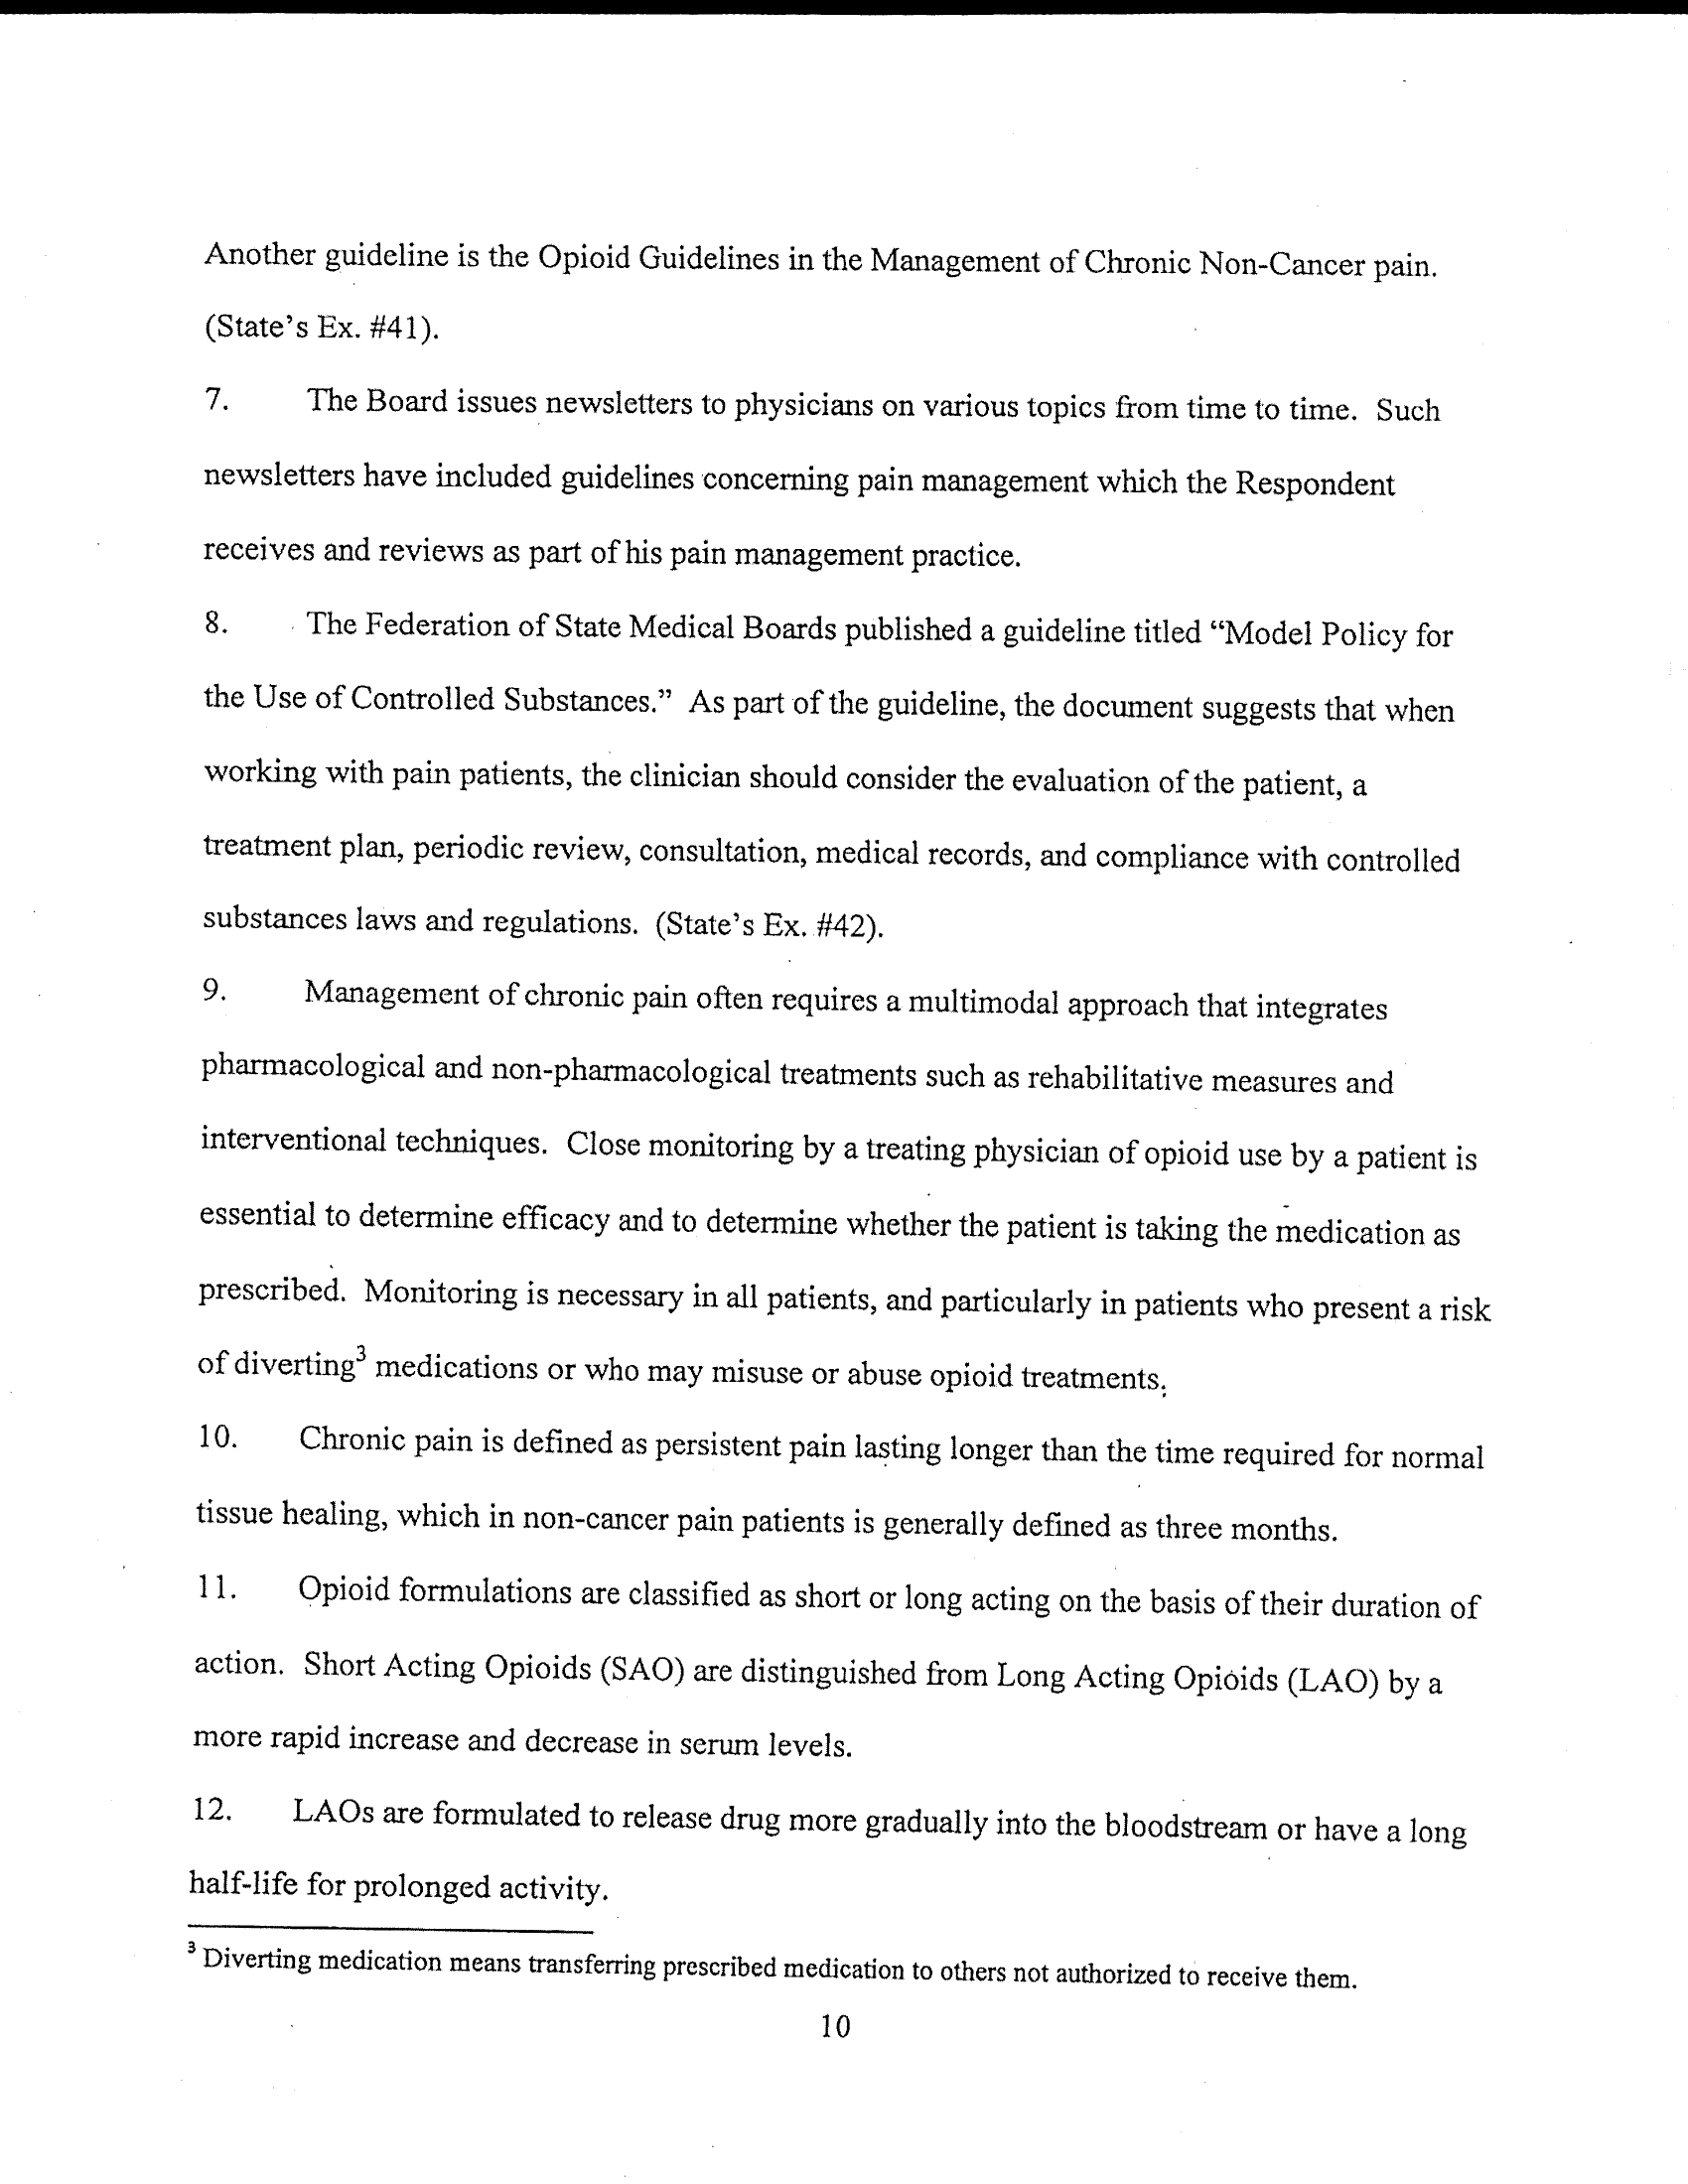 Another guideline is the Opioid Guidelines in the Management of Chronic Non-Cancer pain.
(State's Ex. #41).
7. The Board issues newsletters to physicians on various topics from time to time. Such
newsletters have included guidelines concerning pain management which the Respondent
receives and reviews as part of his pain management practice.
8. The Federation of State Medical Boards published a guideline titled “Model Policy for
the Use of Controlled Substances.” As part of the guideline, the document suggests that when
working with pain patients, the clinician should consider the evaluation of the patient, a
treatment plan, periodic review, consultation, medical records, and compliance with controlled
substances laws and regulations. (State's Ex. #42).
9. Management of chronic pain often requires a multimodal approach that integrates
pharmacological and non-pharmacological treatments such as rehabilitative measures and
interventional techniques. Close monitoring by a treating physician of opioid use by a patient is
essential to determine efficacy and to determine whether the patient is taking the medication as
prescribed. Monitoring is necessary in all patients, and particularly in patients who present a risk
of diverting³ medications or who may misuse or abuse opioid treatments.
10. Chronic pain is defined as persistent pain lasting longer than the time required for normal
tissue healing, which in non-cancer pain patients is generally defined as three months.
11. Opioid formulations are classified as short or long acting on the basis of their duration of
action. Short Acting Opioids (SAO) are distinguished from Long Acting Opioids (LAO) by a
more rapid increase and decrease in serum levels.
12. LAOs are formulated to release drug more gradually into the bloodstream or have a long
half-life for prolonged activity.
³ Diverting medication means transferring prescribed medication to others not authorized to receive them.
10